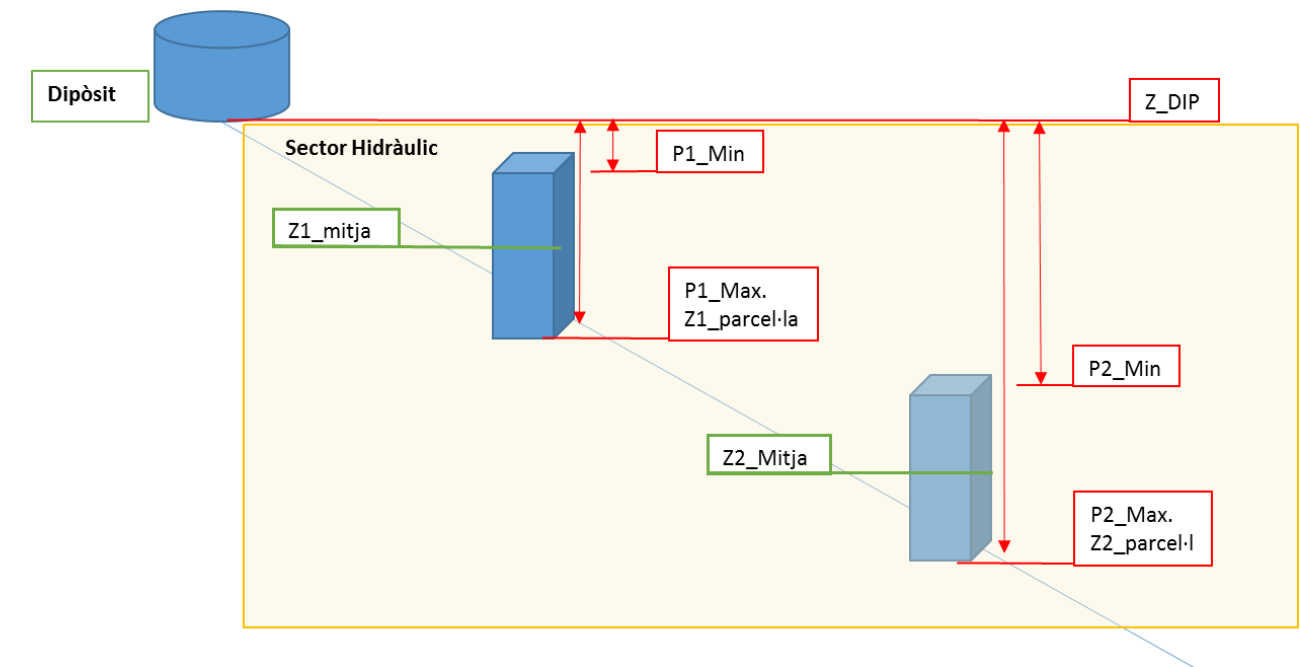 Dipòsit
Z_DIP
Sector Hidràulic
P1_Min
Z1_mitja
P1_Max.
Z1_parcel·la
P2_Min
Z2_Mitja
P2_Max.
Z2_parcel·l